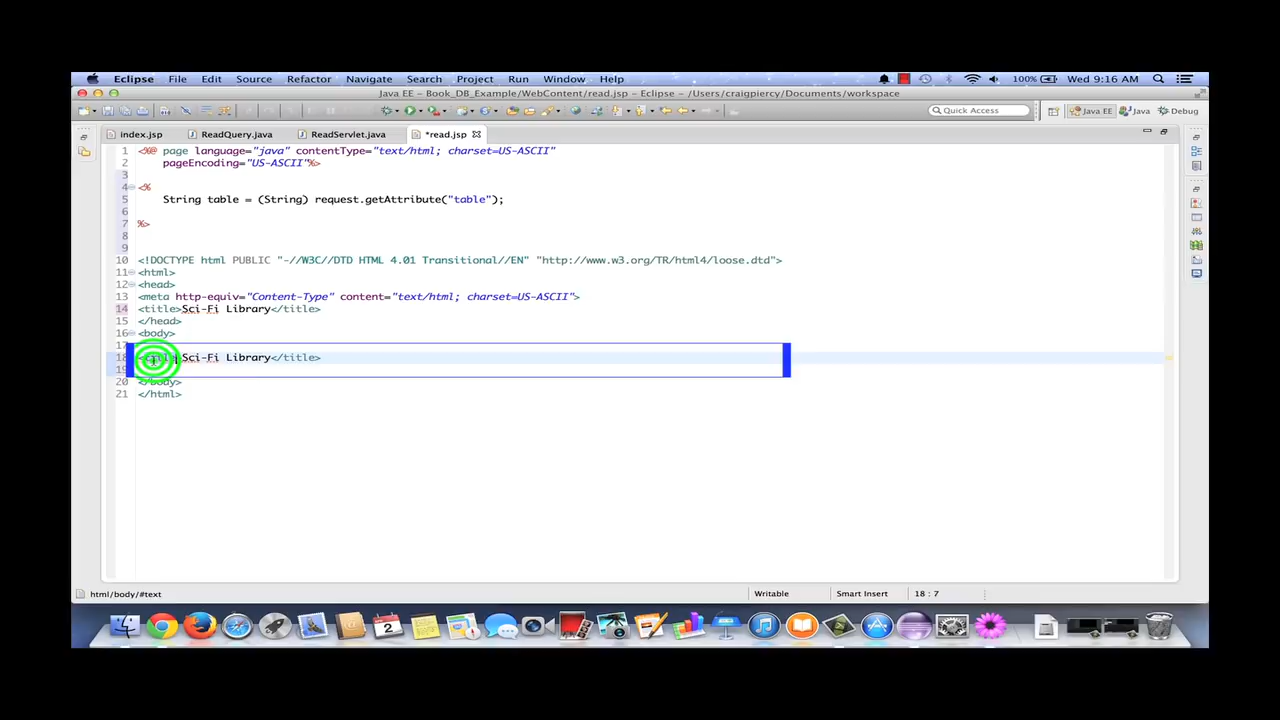 Eclipse File Edit Source Refactor Navigate Search Project Run Window Help 100% Wed 9:16 AM
Java EE – Book_DB_Example/WebContent/read.jsp – Eclipse – /Users/craigpiercy/Documents/workspace
Quick Access Java EE Java Debug
index.jsp ReadQuery.java ReadServlet.java *read.jsp
1 <%@ page language="java" contentType="text/html; charset=US-ASCII"
2 pageEncoding="US-ASCII"%>
3
4 <%
5 String table = (String) request.getAttribute("table");
6
7 %>
8
9
10 <!DOCTYPE html PUBLIC "-//W3C//DTD HTML 4.01 Transitional//EN" "http://www.w3.org/TR/html4/loose.dtd">
11 <html>
12 <head>
13 <meta http-equiv="Content-Type" content="text/html; charset=US-ASCII">
14 <title>Sci-Fi Library</title>
15 </head>
16 <body>
17
18 <title>Sci-Fi Library</title>
19
20 </body>
21 </html>
html/body/#text Writable Smart Insert 18 : 7
2